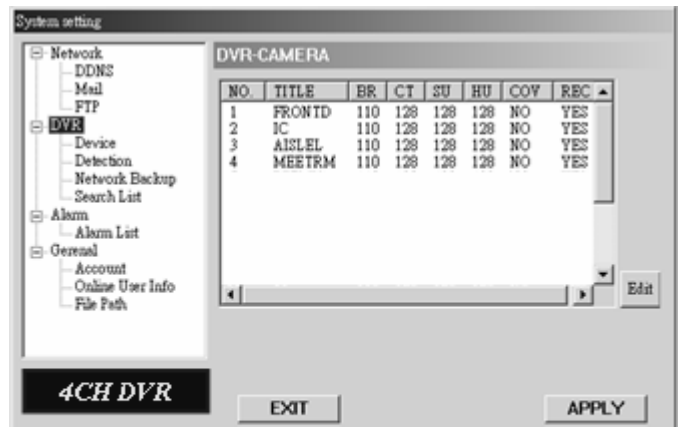 System setting
Network
DDNS
Mail
FTP
DVR
Device
Detection
Network Backup
Search List
Alarm
Alarm List
Gerenal
Account
Online User Info
File Path
4CH DVR
DVR-CAMERA
NO. TITLE BR CT SU HU COV REC
1 FRONTD 110 128 128 128 NO YES
2 IC 110 128 128 128 NO YES
3 AISLEL 110 128 128 128 NO YES
4 MEETRM 110 128 128 128 NO YES
Edit
EXIT APPLY